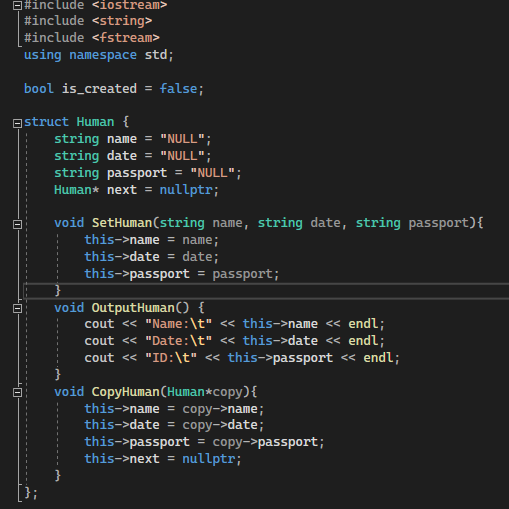 #include <iostream>
#include <string>
#include <fstream>
using namespace std;

bool is_created = false;

struct Human {
    string name = "NULL";
    string date = "NULL";
    string passport = "NULL";
    Human* next = nullptr;

    void SetHuman(string name, string date, string passport){
        this->name = name;
        this->date = date;
        this->passport = passport;
    }
    void OutputHuman() {
        cout << "Name:\t" << this->name << endl;
        cout << "Date:\t" << this->date << endl;
        cout << "ID:\t" << this->passport << endl;
    }
    void CopyHuman(Human*copy){
        this->name = copy->name;
        this->date = copy->date;
        this->passport = copy->passport;
        this->next = nullptr;
    }
};